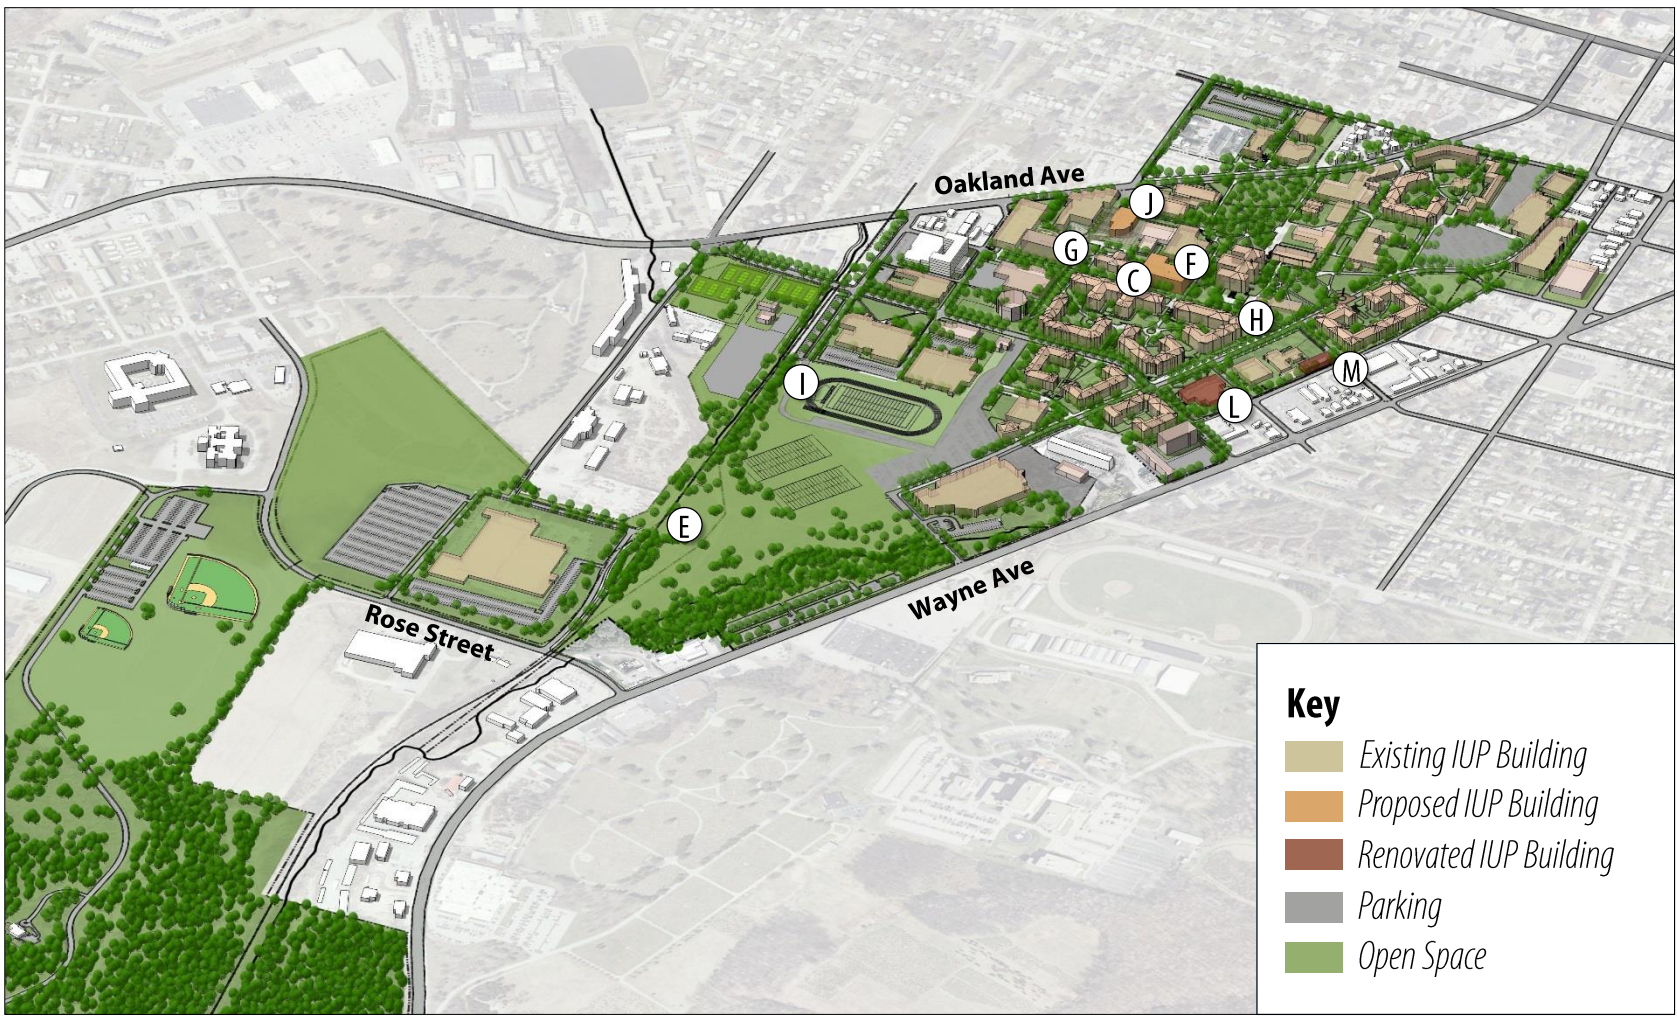 Oakland Ave
J
G
F
C
H
I
M
L
E
Wayne Ave
Rose Street
Key
Existing IUP Building
Proposed IUP Building
Renovated IUP Building
Parking
Open Space